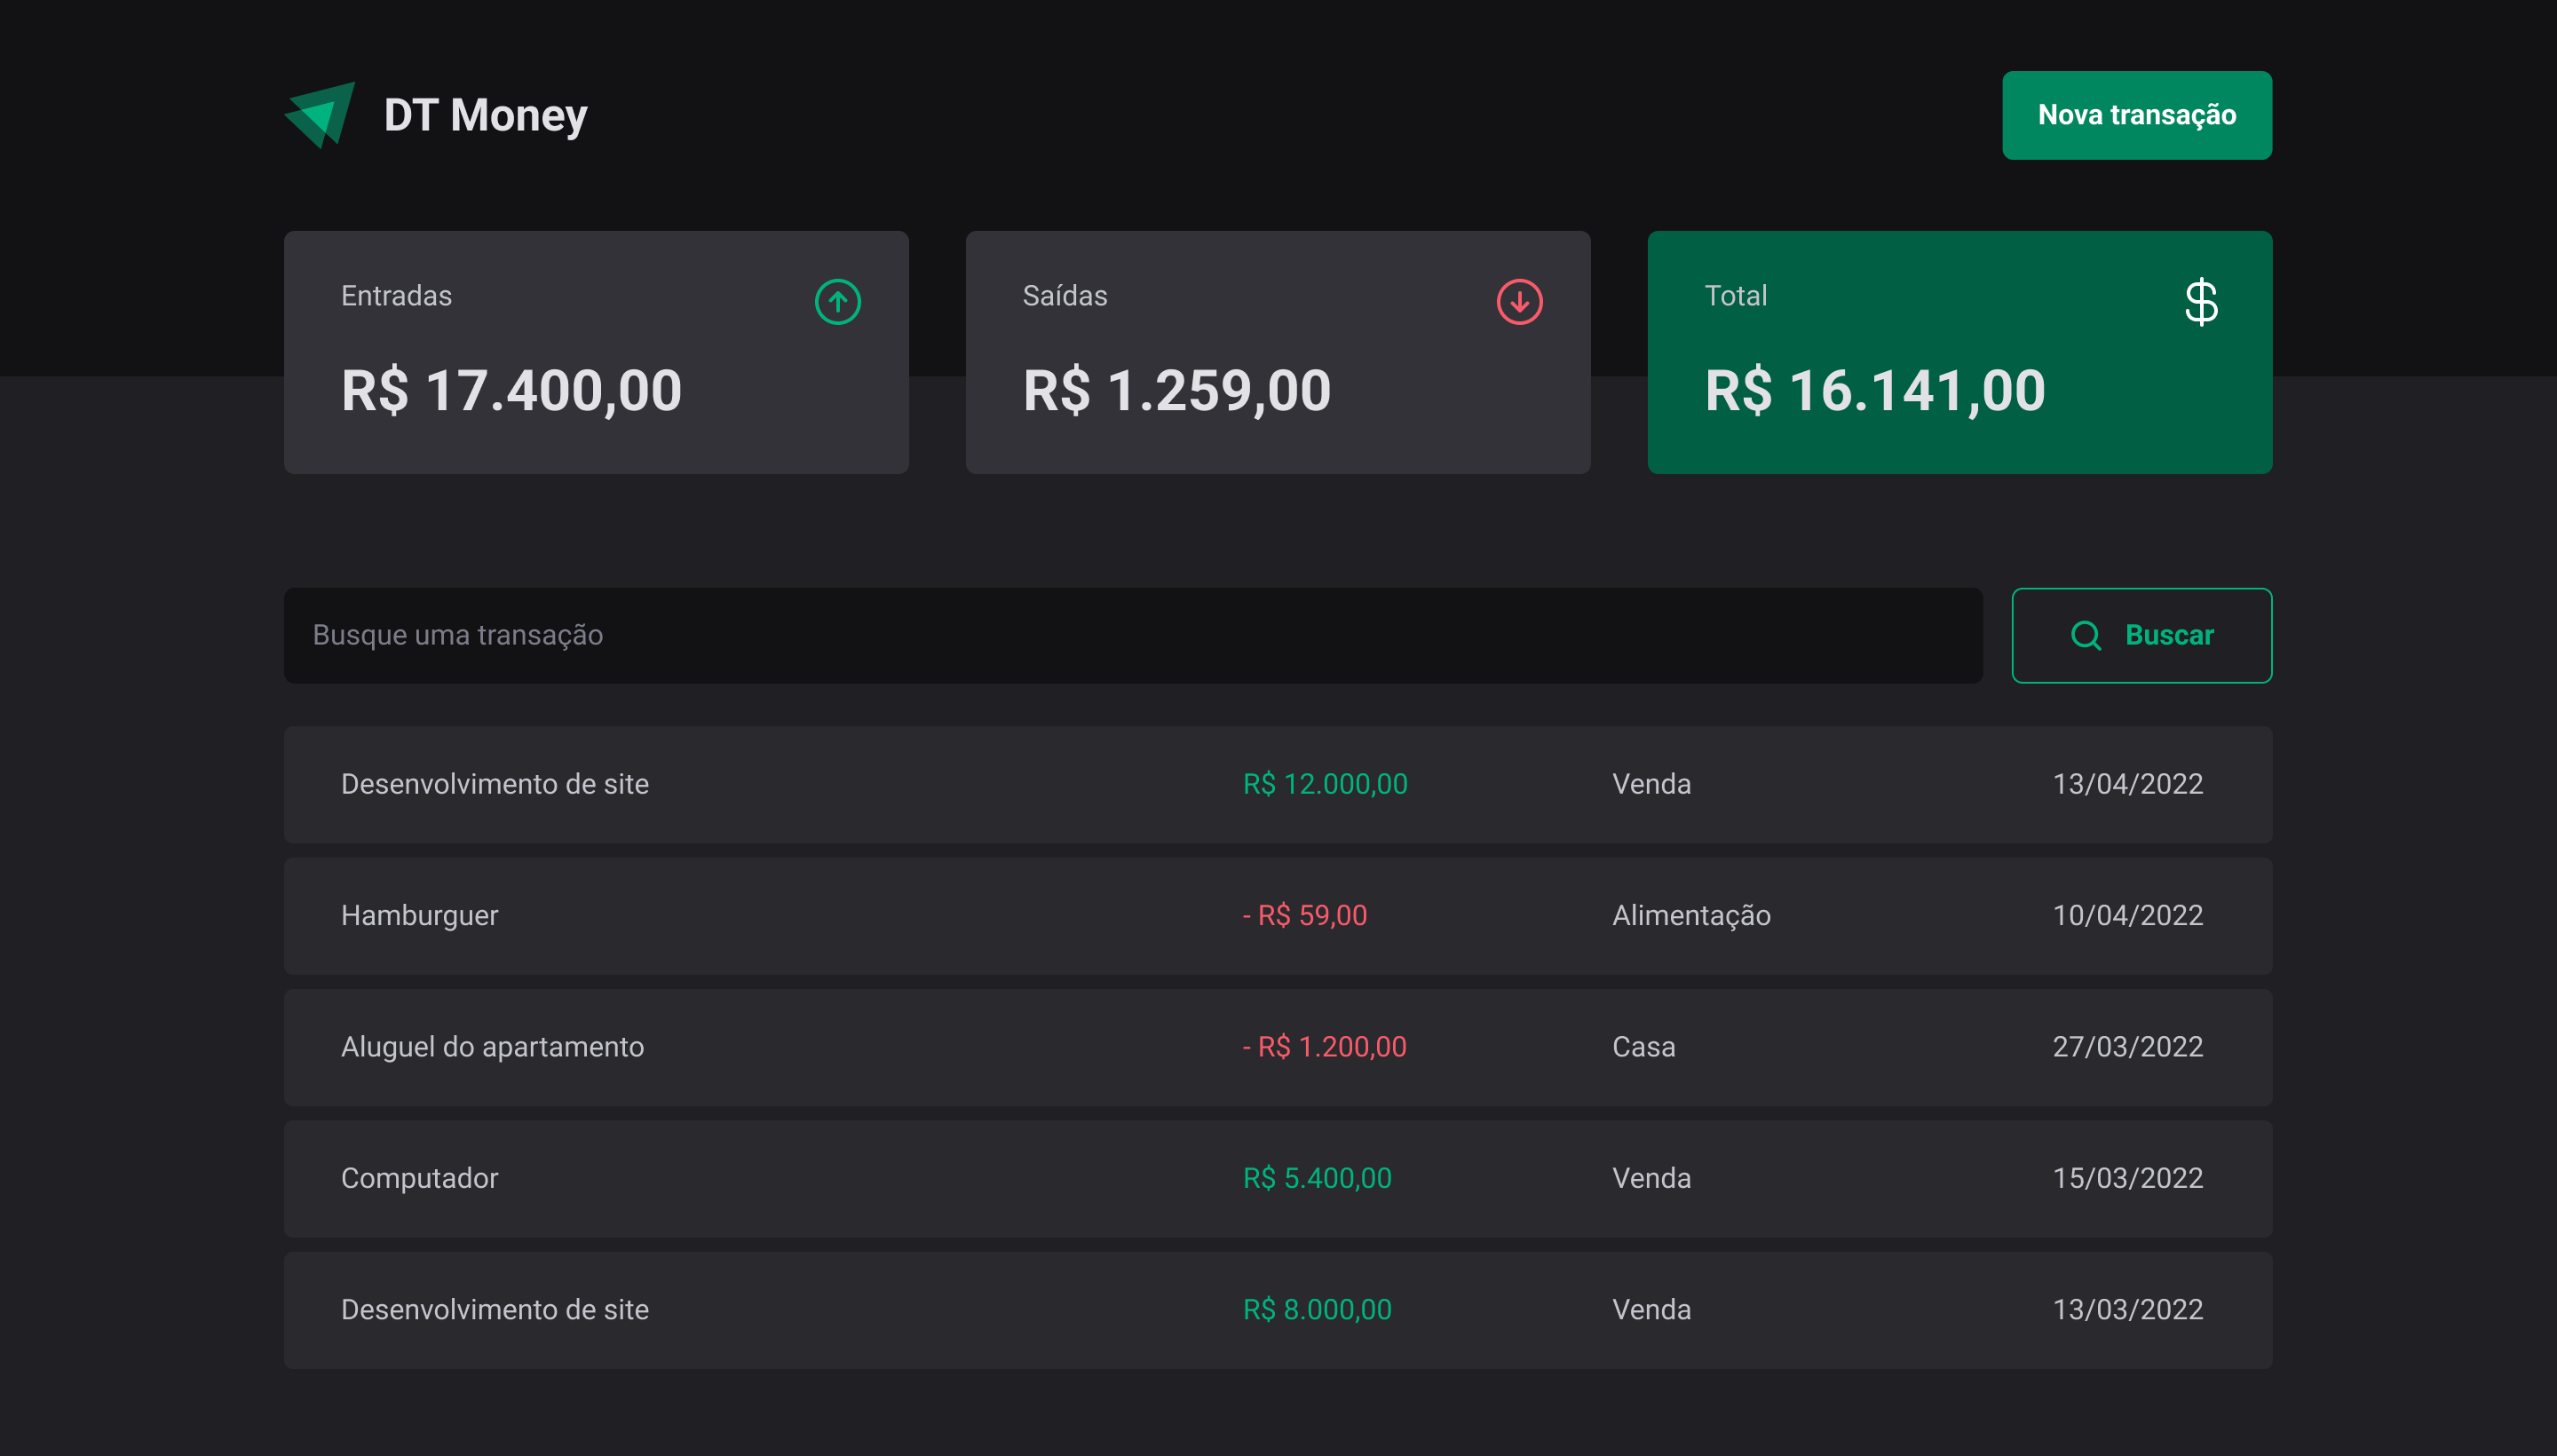 DT Money
Nova transação
Entradas
R$ 17.400,00
Saídas
R$ 1.259,00
Total
R$ 16.141,00
Busque uma transação
Buscar
Desenvolvimento de site R$ 12.000,00 Venda 13/04/2022
Hamburguer - R$ 59,00 Alimentação 10/04/2022
Aluguel do apartamento - R$ 1.200,00 Casa 27/03/2022
Computador R$ 5.400,00 Venda 15/03/2022
Desenvolvimento de site R$ 8.000,00 Venda 13/03/2022